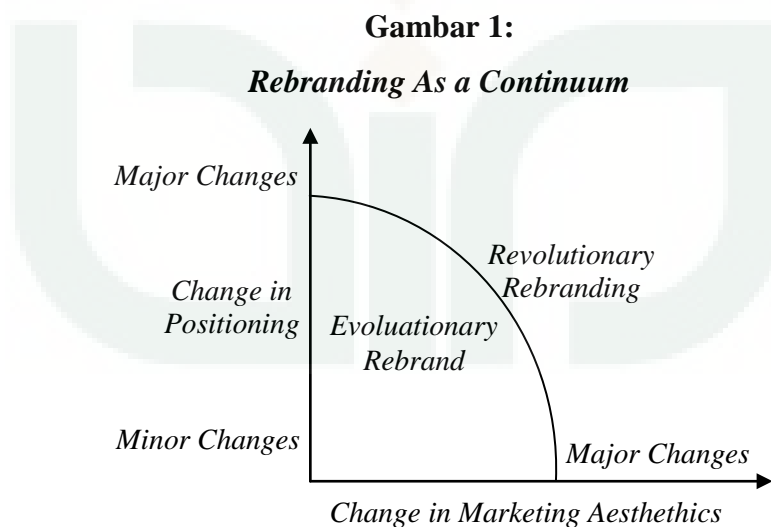 Gambar 1:
Rebranding As a Continuum
Major Changes
Revolutionary
Rebranding
Change in
Positioning
Evoluationary
Rebrand
Minor Changes
Major Changes
Change in Marketing Aesthethics